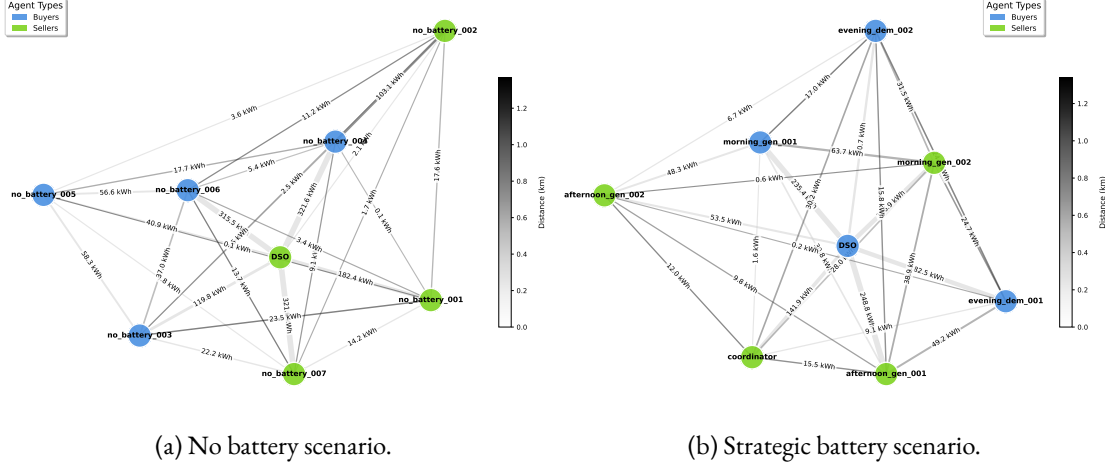 Agent Types
Buyers
Sellers
no_battery_002
103.1 kWh
3.6 kWh
11.2 kWh
17.6 kWh
17.7 kWh
5.4 kWh
2.5 kWh
1.7 kWh
0.1 kWh
no_battery_005
56.6 kWh
no_battery_006
315.5
321.6 kWh
40.9 kWh
0.1 kWh
3.4 kWh
DSO
9.1 kWh
182.4 kWh
58.3 kWh
37.0 kWh
13.7 kWh
119.8 kWh
no_battery_001
no_battery_003
23.5 kWh
14.2 kWh
22.2 kWh
no_battery_007
1.2
1.0
0.8
0.6
0.4
0.2
0.0
Distance (km)
(a) No battery scenario.
Agent Types
Buyers
Sellers
evening_dem_002
17.0 kWh
31.5 kWh
6.7 kWh
morning_gen_001
63.7 kWh
morning_gen_002
48.3 kWh
0.6 kWh
afternoon_gen_002
15.8 kWh
53.5 kWh
0.2 kWh
DSO
24.7 kWh
1.6 kWh
12.0 kWh
9.8 kWh
38.9 kWh
82.5 kWh
141.9 kWh
248.8 kWh
evening_dem_001
9.1 kWh
49.2 kWh
coordinator
15.5 kWh
afternoon_gen_001
1.2
1.0
0.8
0.6
0.4
0.2
0.0
Distance (km)
(b) Strategic battery scenario.